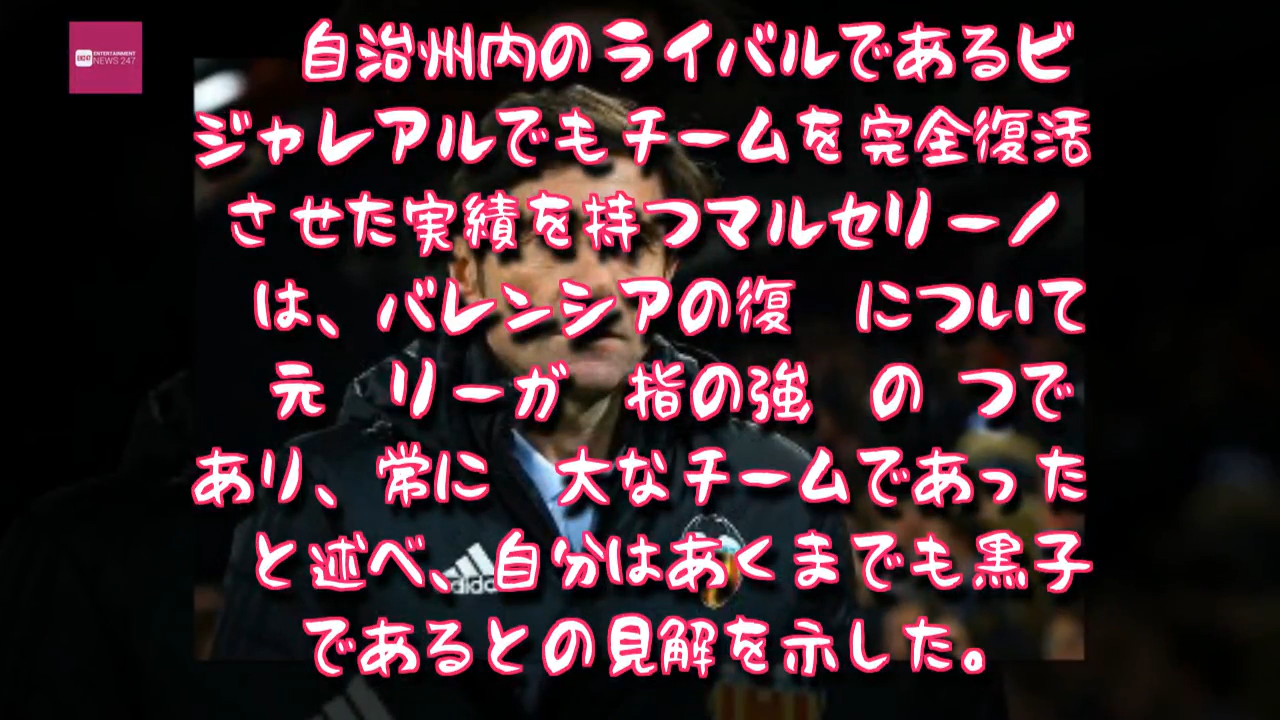 ENTERTAINMENT
NEWS 247
自治州内のライバルであるビ
ジャレアルでもチームを完全復活
させた実績を持つマルセリーノ
は、バレンシアの復 について
元 リーガ 指の強 の つで
あり、常に 大なチームであった
と述べ、自分はあくまでも黒子
であるとの見解を示した。
adidas